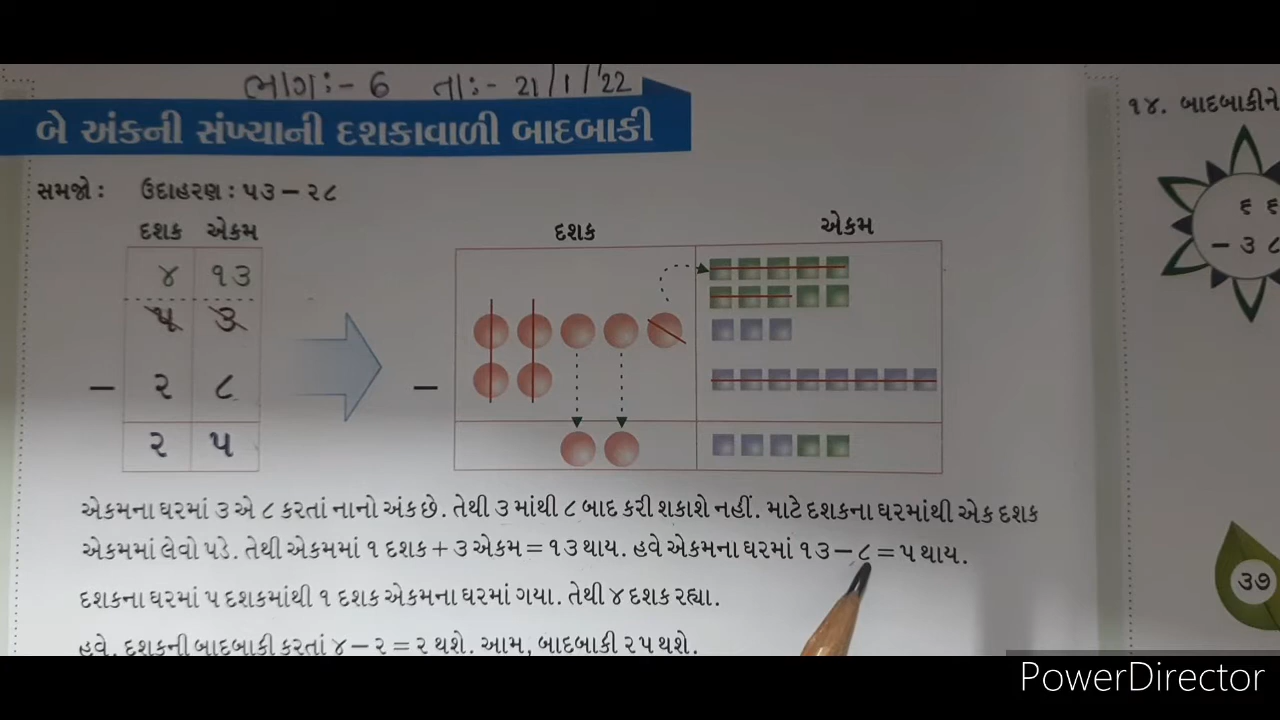 ભાગઃ- 6 તાઃ- 21/1/'22
બે અંકની સંખ્યાની દશકાવાળી બાદબાકી
સમજો : ઉદાહરણ : ૫૩ – ૨૮
દશક એકમ
૪ ૧૩
૫ ૩
– ૨ ૮
૨ ૫
દશક એકમ
–
એકમના ઘરમાં ૩ એ ૮ કરતાં નાનો અંક છે. તેથી ૩ માંથી ૮ બાદ કરી શકાશે નહીં. માટે દશકના ઘરમાંથી એક દશક
એકમમાં લેવો પડે. તેથી એકમમાં ૧ દશક + ૩ એકમ = ૧૩ થાય. હવે એકમના ઘરમાં ૧૩ – ૮ = ૫ થાય.
દશકના ઘરમાં ૫ દશકમાંથી ૧ દશક એકમના ઘરમાં ગયા. તેથી ૪ દશક રહ્યા.
હવે, દશકની બાદબાકી કરતાં ૪ – ૨ = ૨ થશે. આમ, બાદબાકી ૨૫ થશે.
૧૪. બાદબાકીને
૬ ૬
– ૩ ૮
૩૭
PowerDirector